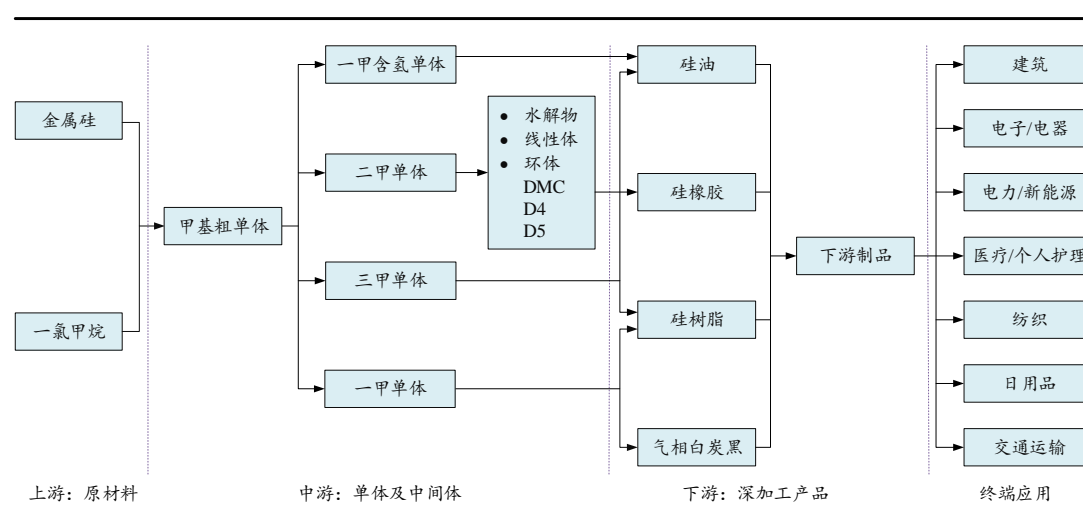 金属硅
一氯甲烷
甲基粗单体
一甲含氢单体
二甲单体
三甲单体
一甲单体
● 水解物
● 线性体
● 环体
DMC
D4
D5
硅油
硅橡胶
硅树脂
气相白炭黑
下游制品
建筑
电子/电器
电力/新能源
医疗/个人护理
纺织
日用品
交通运输
上游：原材料
中游：单体及中间体
下游：深加工产品
终端应用